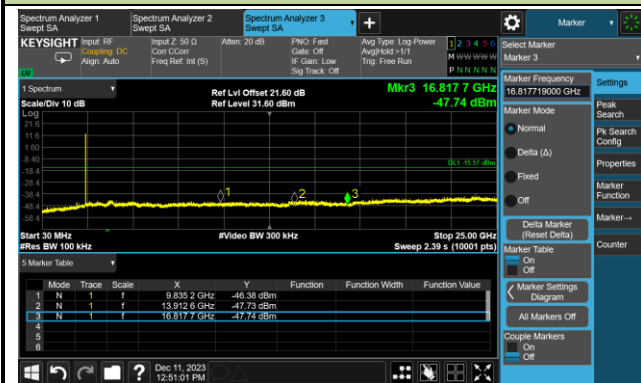 Spectrum Analyzer 1
Swept SA
Spectrum Analyzer 2
Swept SA
Spectrum Analyzer 3
Swept SA
Marker
KEYSIGHT
Input: RF
Coupling: DC
Align: Auto
Input Z: 50 Ω
Corr CCorr
Freq Ref: Int (S)
Atten: 20 dB
PNO: Fast
Gate: Off
IF Gain: Low
Sig Track: Off
Avg Type: Log-Power
Avg|Hold:>1/1
Trig: Free Run
1 2 3 4 5 6
M W W W W W
P N N N N N
Select Marker
Marker 3
1 Spectrum
Scale/Div 10 dB
Log
Ref Lvl Offset 21.60 dB
Ref Level 31.60 dBm
Mkr3 16.817 7 GHz
-47.74 dBm
21.6
11.6
1.60
-8.40
-18.4
-28.4
-38.4
-48.4
-58.4
DL1 -15.57 dBm
1
2
3
Start 30 MHz
#Res BW 100 kHz
#Video BW 300 kHz
Stop 25.00 GHz
Sweep 2.39 s (10001 pts)
5 Marker Table
Mode Trace Scale X Y Function Function Width Function Value
1 N 1 f 9.835 2 GHz -46.38 dBm
2 N 1 f 13.912 6 GHz -47.73 dBm
3 N 1 f 16.817 7 GHz -47.74 dBm
4
5
6
Marker Frequency
16.817719000 GHz
Marker Mode
Normal
Delta (Δ)
Fixed
Off
Delta Marker
(Reset Delta)
Marker Table
On
Off
Marker Settings
Diagram
All Markers Off
Couple Markers
On
Off
Settings
Peak
Search
Pk Search
Config
Properties
Marker
Function
Marker→
Counter
Dec 11, 2023
12:51:01 PM